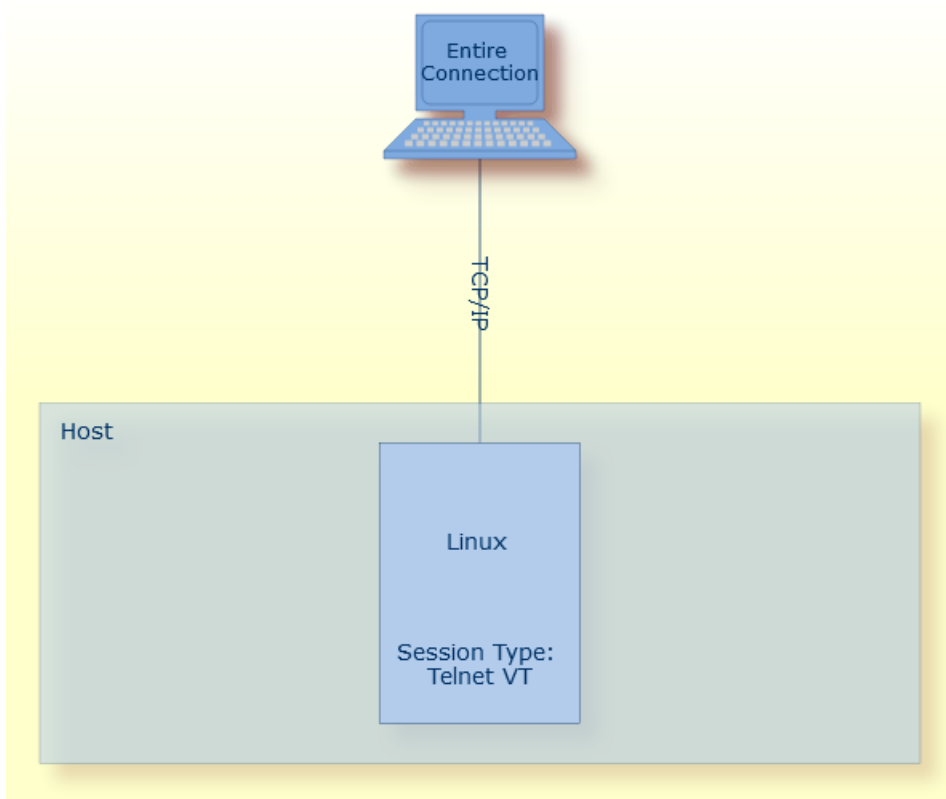 Entire
Connection
TCP/IP
Host
Linux
Session Type:
Telnet VT